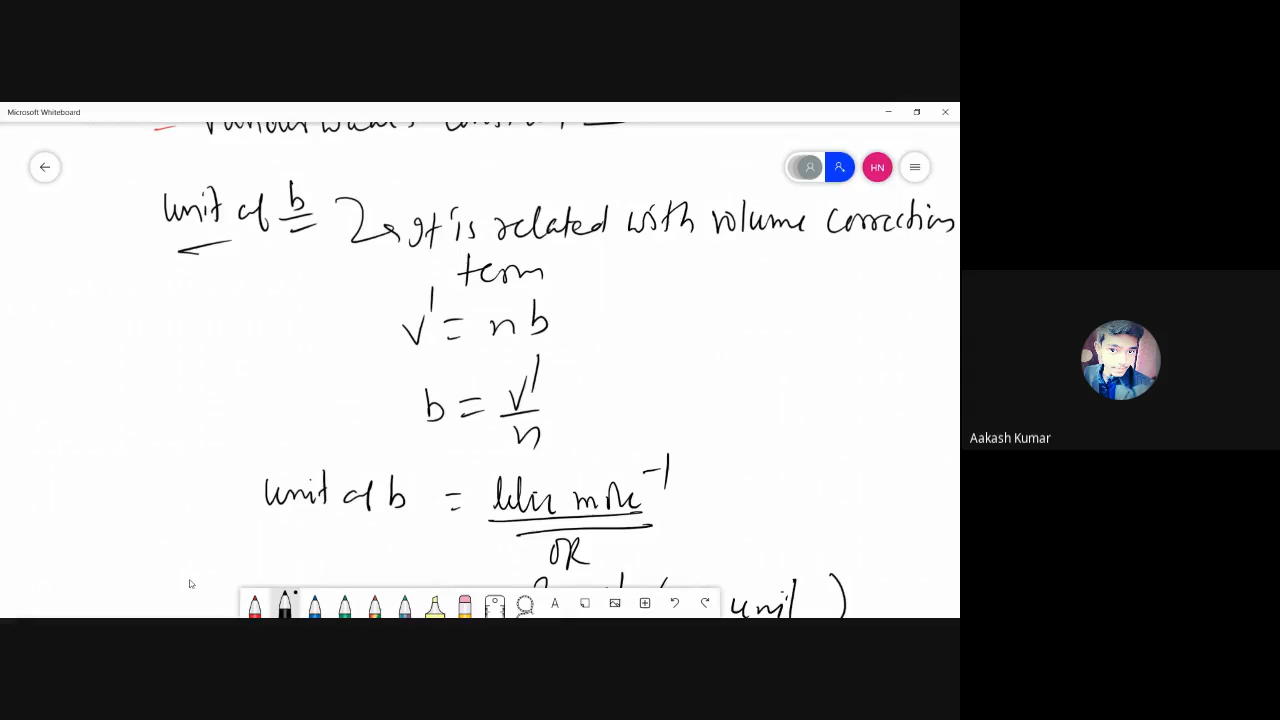 Microsoft Whiteboard
HN
unit of b → It is related with volume correction
term
v' = nb
b = v'/n
unit of b = liter mole⁻¹
OR
unit )
Aakash Kumar